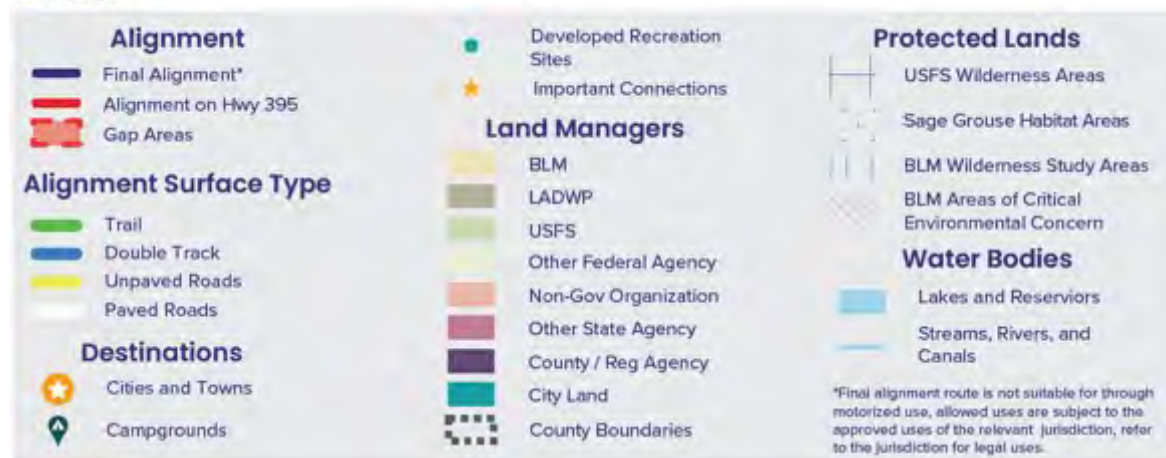 Alignment
Final Alignment*
Alignment on Hwy 395
Gap Areas
Alignment Surface Type
Trail
Double Track
Unpaved Roads
Paved Roads
Destinations
Cities and Towns
Campgrounds
Developed Recreation
Sites
Important Connections
Land Managers
BLM
LADWP
USFS
Other Federal Agency
Non-Gov Organization
Other State Agency
County / Reg Agency
City Land
County Boundaries
Protected Lands
USFS Wilderness Areas
Sage Grouse Habitat Areas
BLM Wilderness Study Areas
BLM Areas of Critical
Environmental Concern
Water Bodies
Lakes and Reserviors
Streams, Rivers, and
Canals
*Final alignment route is not suitable for through
motorized use, allowed uses are subject to the
approved uses of the relevant jurisdiction, refer
to the jurisdiction for legal uses.